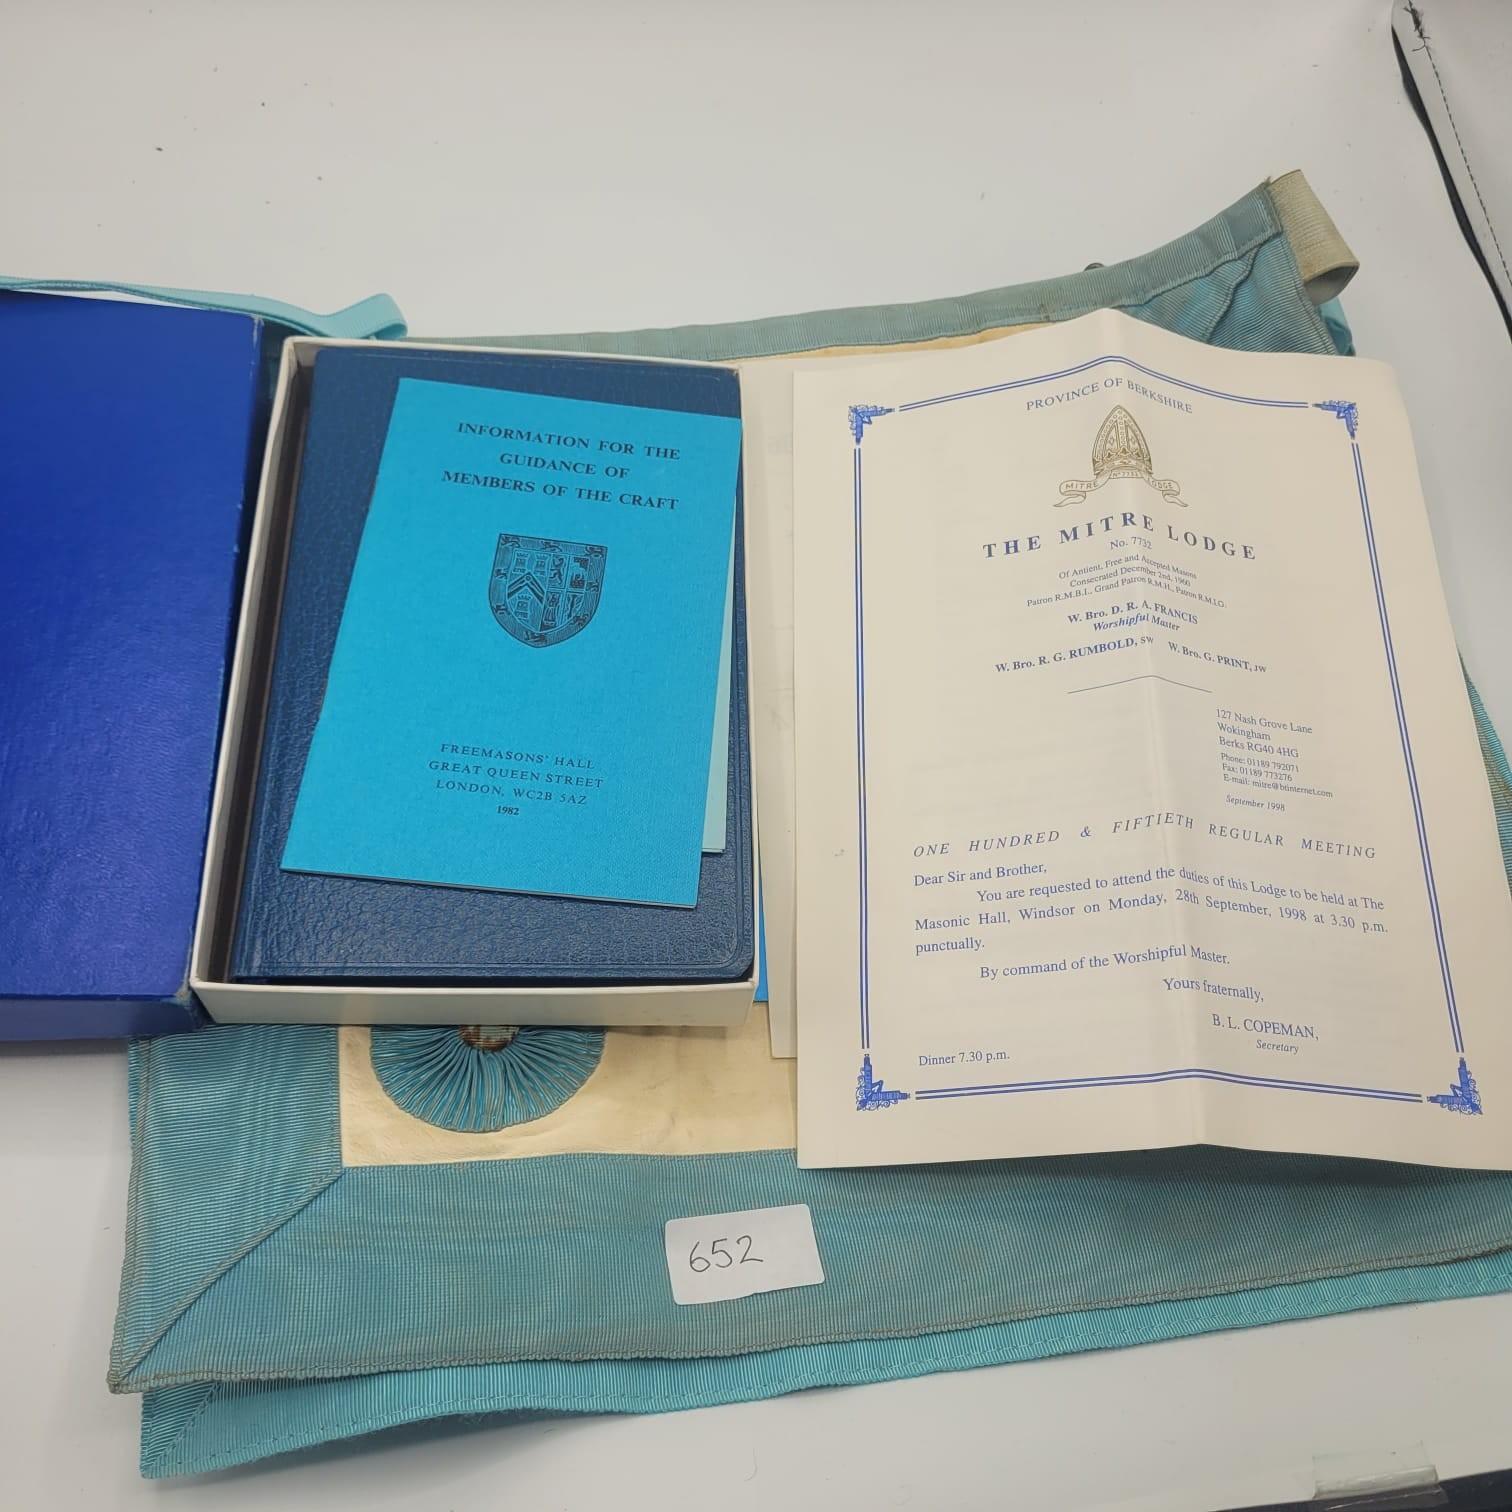 INFORMATION FOR THE
GUIDANCE OF
MEMBERS OF THE CRAFT
FREEMASONS' HALL
GREAT QUEEN STREET
LONDON, WC2B 5AZ
1982
PROVINCE OF BERKSHIRE
MITRE No 7732 LODGE
THE MITRE LODGE
No. 7732
Of Antient, Free and Accepted Masons
Consecrated December 2nd, 1960
Patron R.M.B.I., Grand Patron R.M.H., Patron R.M.I.G.
W. Bro. D. R. A. FRANCIS
Worshipful Master
W. Bro. R. G. RUMBOLD, SW W. Bro. G. PRINT, JW
127 Nash Grove Lane
Wokingham
Berks RG40 4HG
Phone: 01189 792071
Fax: 01189 773276
E-mail: mitre@btinternet.com
September 1998
ONE HUNDRED & FIFTIETH REGULAR MEETING
Dear Sir and Brother,
You are requested to attend the duties of this Lodge to be held at The
Masonic Hall, Windsor on Monday, 28th September, 1998 at 3.30 p.m.
punctually.
By command of the Worshipful Master.
Yours fraternally,
B. L. COPEMAN,
Secretary
Dinner 7.30 p.m.
652